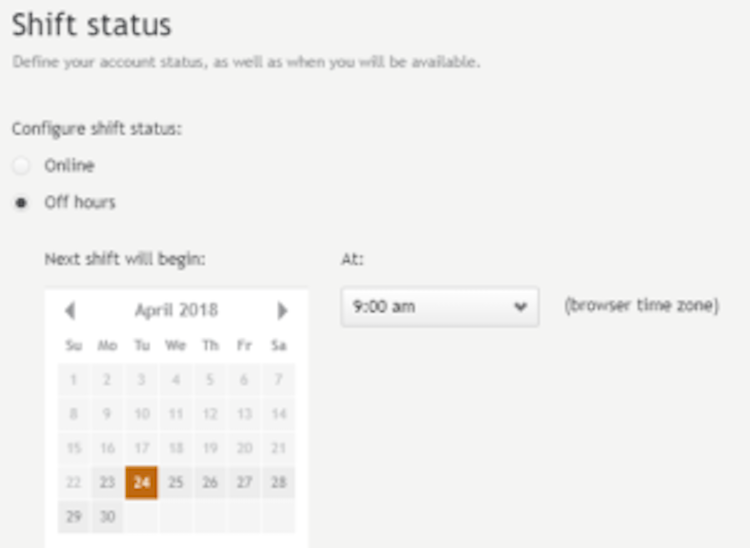 Shift status
Define your account status, as well as when you will be available.
Configure shift status:
Online
Off hours
Next shift will begin:
At:
April 2018
9:00 am
(browser time zone)
Su Mo Tu We Th Fr Sa
1 2 3 4 5 6 7
8 9 10 11 12 13 14
15 16 17 18 19 20 21
22 23 24 25 26 27 28
29 30